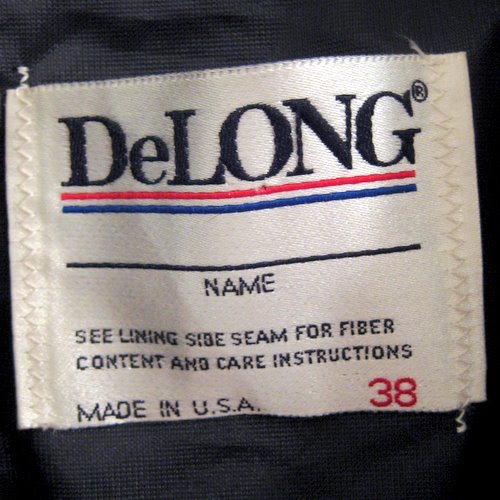 DeLONG®
NAME
SEE LINING SIDE SEAM FOR FIBER
CONTENT AND CARE INSTRUCTIONS
MADE IN U.S.A. 38